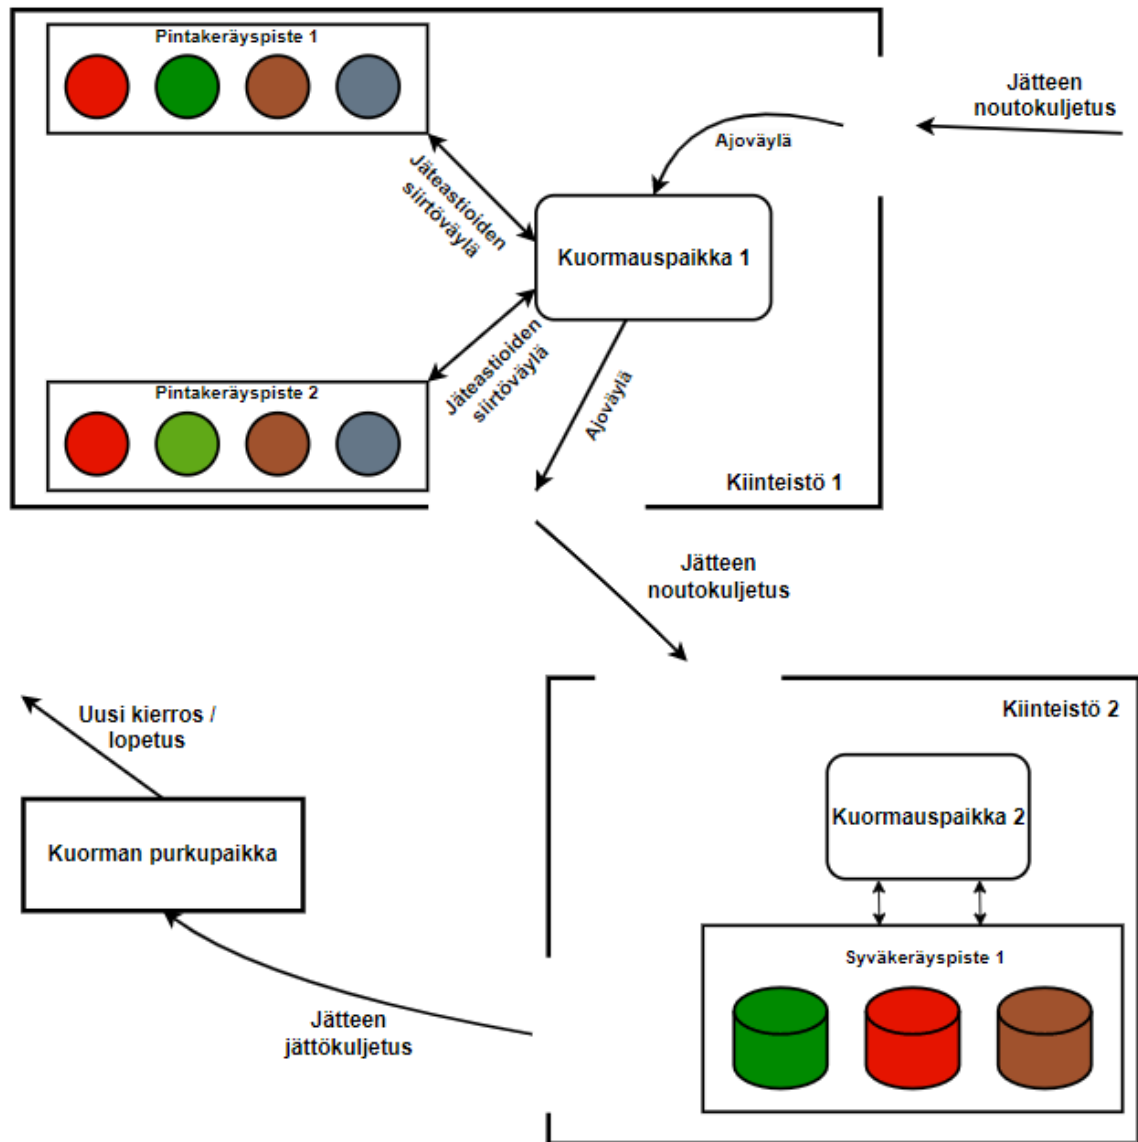 Pintakeräyspiste 1
Jätteen
noutokuljetus
Ajoväylä
Jäteastioiden
siirtöväylä
Kuormauspaikka 1
Jäteastioiden
siirtöväylä
Ajoväylä
Pintakeräyspiste 2
Kiinteistö 1
Jätteen
noutokuljetus
Kiinteistö 2
Uusi kierros /
lopetus
Kuormauspaikka 2
Kuorman purkupaikka
Syväkeräyspiste 1
Jätteen
jättökuljetus